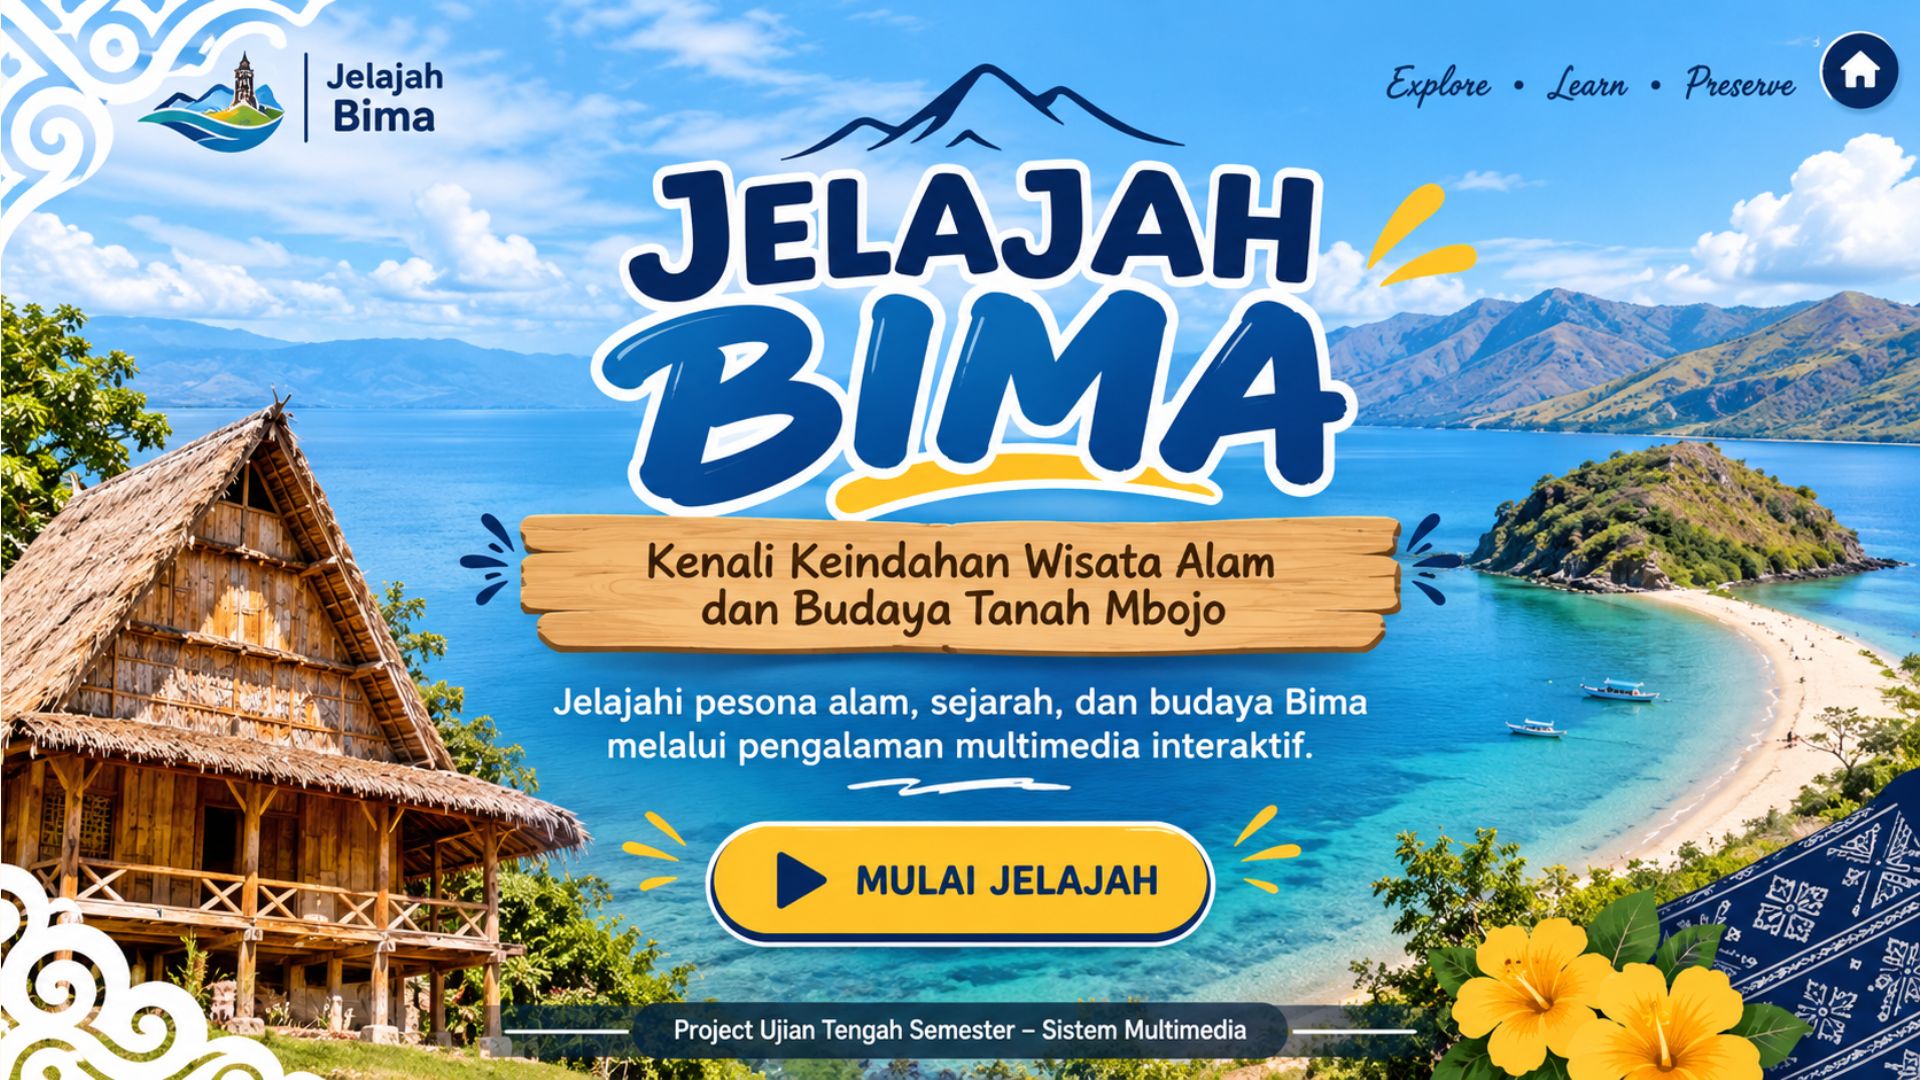 Jelajah
Bima
Explore • Learn • Preserve
JELAJAH
BIMA
Kenali Keindahan Wisata Alam
dan Budaya Tanah Mbojo
Jelajahi pesona alam, sejarah, dan budaya Bima
melalui pengalaman multimedia interaktif.
MULAI JELAJAH
Project Ujian Tengah Semester – Sistem Multimedia